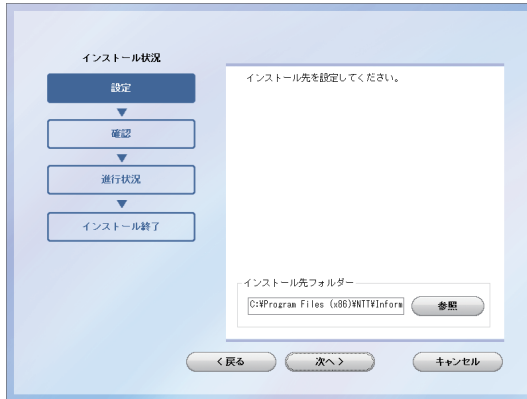 インストール状況
設定
確認
進行状況
インストール終了
インストール先を設定してください。
インストール先フォルダー
C:¥Program Files (x86)¥NTT¥Inform
参照
< 戻る
次へ >
キャンセル